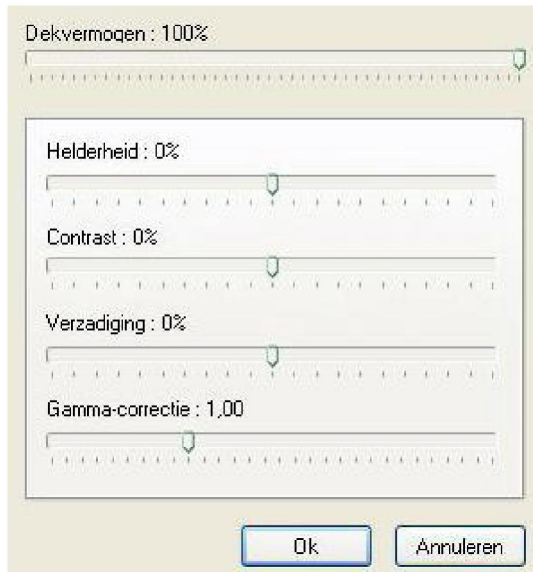 Dekvermogen : 100%
Helderheid : 0%
Contrast : 0%
Verzadiging : 0%
Gamma-correctie : 1,00
Ok Annuleren